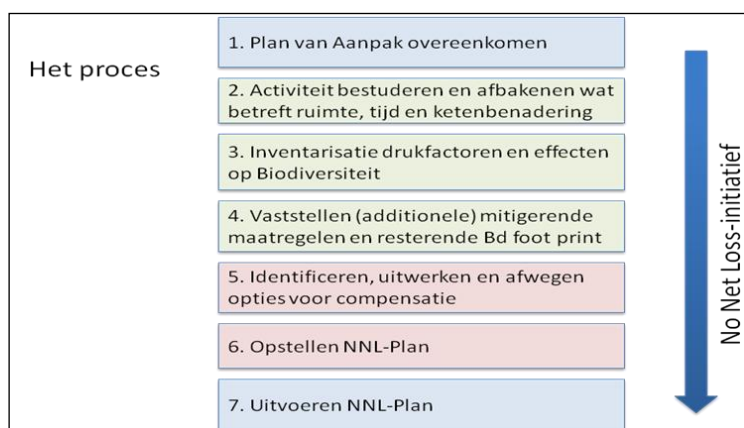 Het proces
1. Plan van Aanpak overeenkomen
2. Activiteit bestuderen en afbakenen wat
betreft ruimte, tijd en ketenbenadering
3. Inventarisatie drukfactoren en effecten
op Biodiversiteit
4. Vaststellen (additionele) mitigerende
maatregelen en resterende Bd foot print
5. Identificeren, uitwerken en afwegen
opties voor compensatie
6. Opstellen NNL-Plan
7. Uitvoeren NNL-Plan
No Net Loss-initiatief